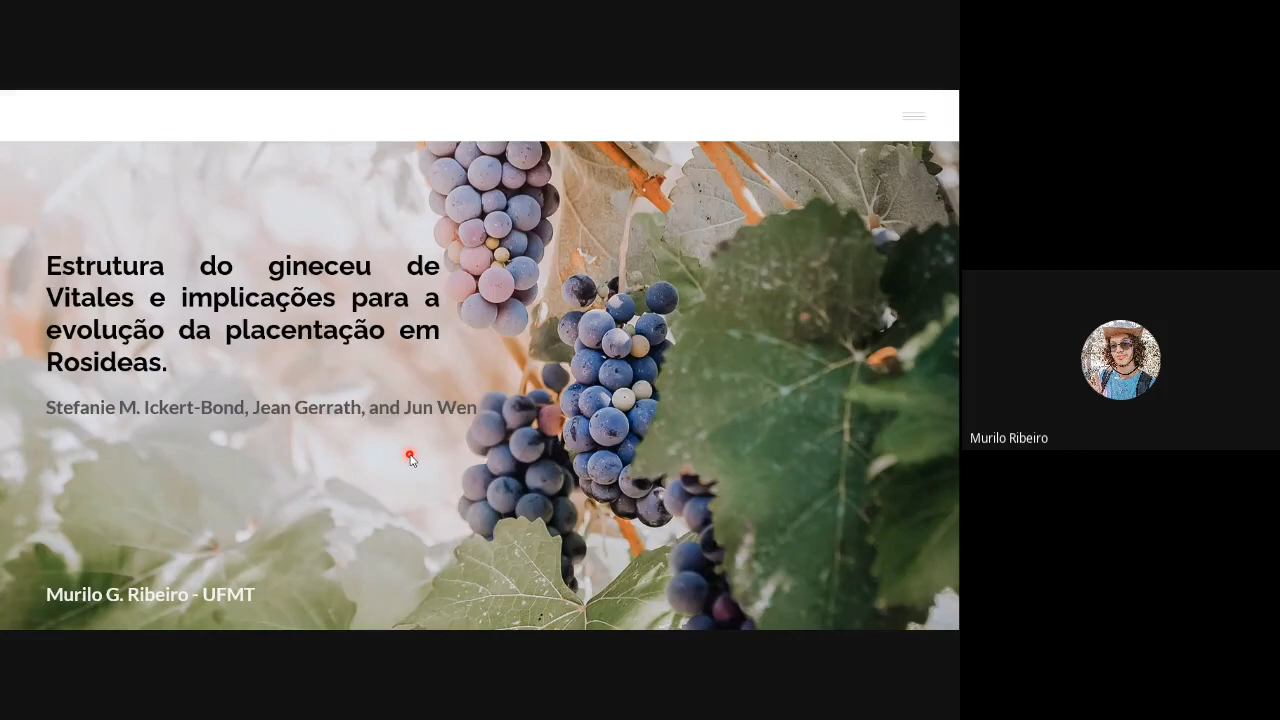 Estrutura do gineceu de
Vitales e implicações para a
evolução da placentação em
Rosideas.
Stefanie M. Ickert-Bond, Jean Gerrath, and Jun Wen
Murilo G. Ribeiro - UFMT
Murilo Ribeiro